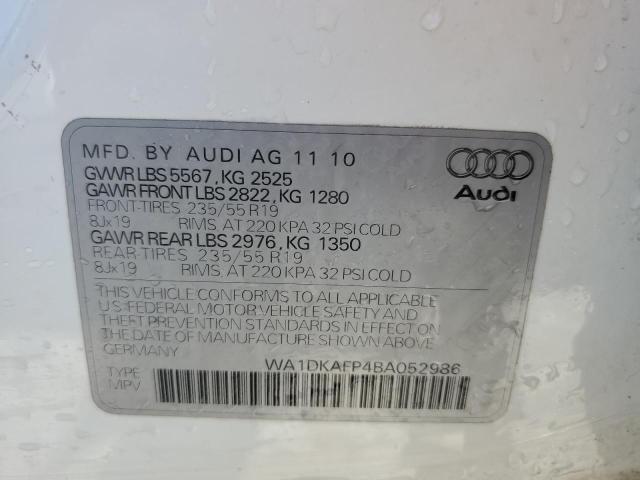 MFD. BY AUDI AG 11 10
Audi
GVWR LBS 5567, KG 2525
GAWR FRONT LBS 2822, KG 1280
FRONT-TIRES 235/55 R19
8Jx19 RIMS, AT 220 KPA 32 PSI COLD
GAWR REAR LBS 2976, KG 1350
REAR-TIRES 235/55 R19
8Jx19 RIMS, AT 220 KPA 32 PSI COLD
THIS VEHICLE CONFORMS TO ALL APPLICABLE
U.S. FEDERAL MOTOR VEHICLE SAFETY AND
THEFT PREVENTION STANDARDS IN EFFECT ON
THE DATE OF MANUFACTURE SHOWN ABOVE.
GERMANY
WA1DKAFP4BA052986
TYPE
MPV